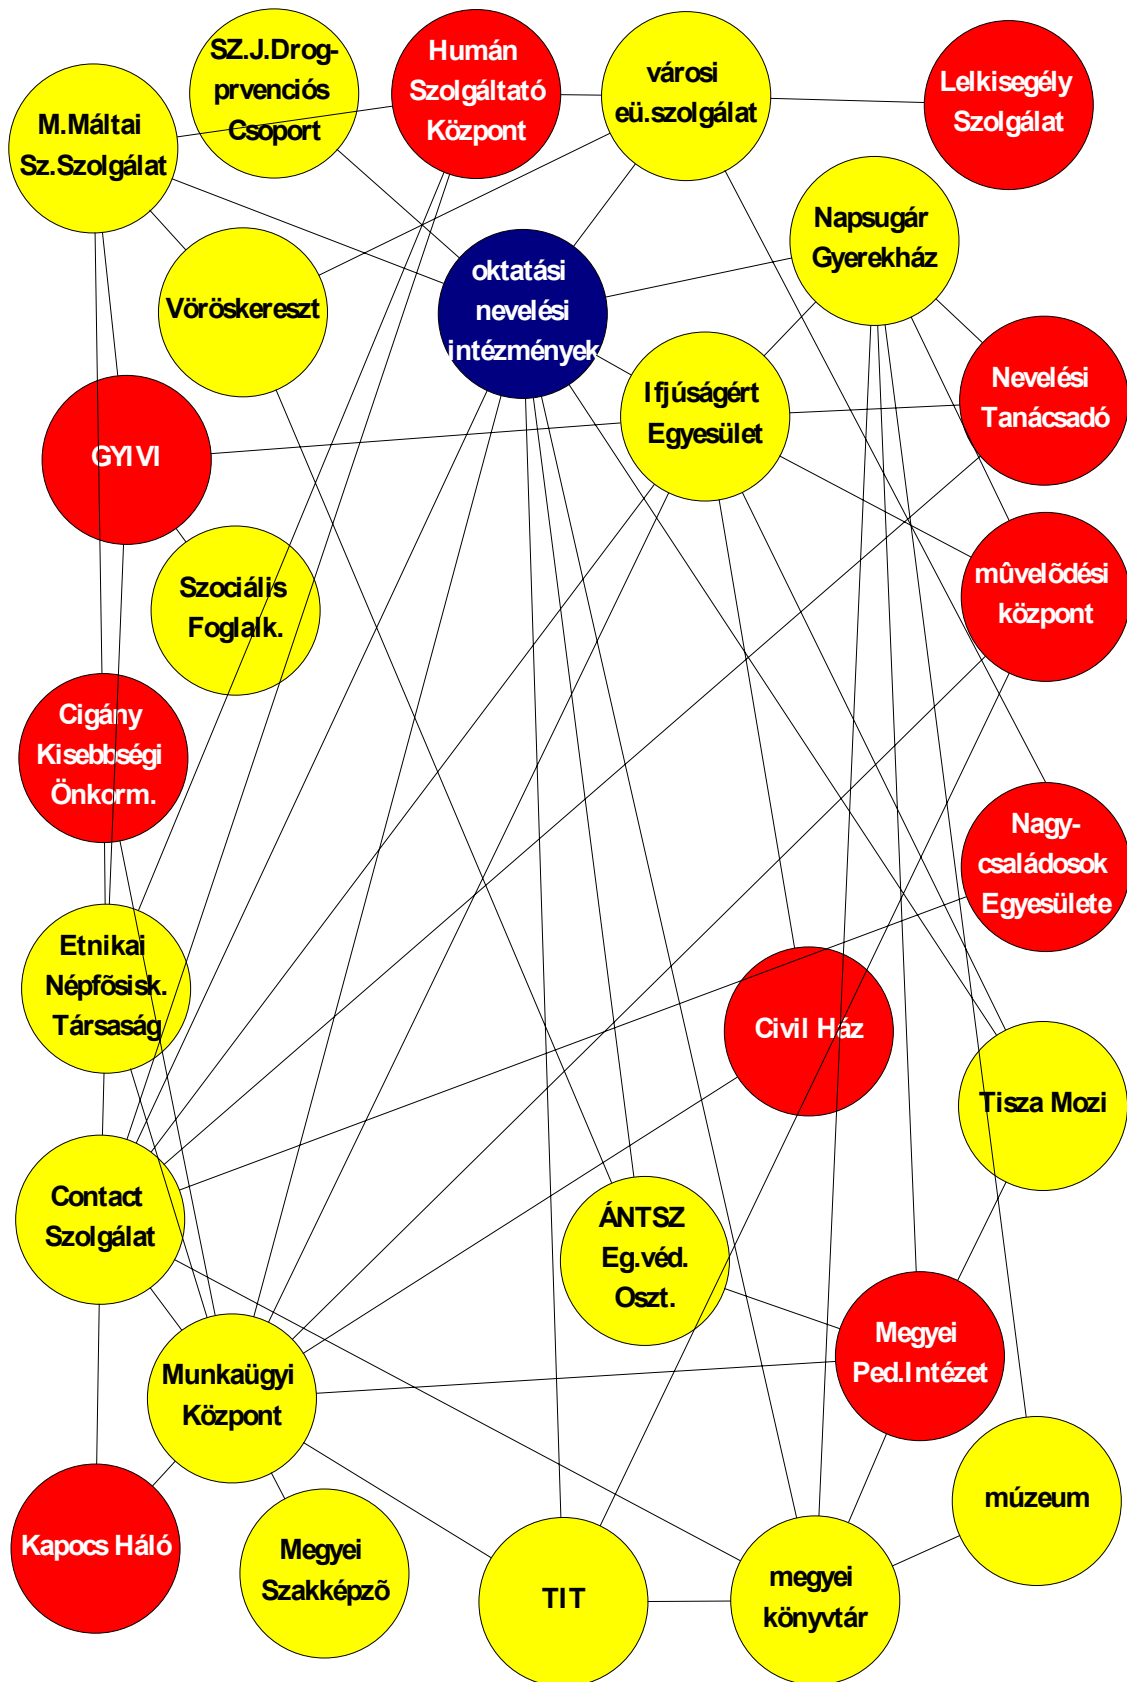 SZ.J.Drog-
prvenciós
Csoport
Humán
Szolgáltató
Központ
városi
eü.szolgálat
Lelkisegély
Szolgálat
M.Máltai
Sz.Szolgálat
Napsugár
Gyerekház
oktatási
nevelési
intézmények
Vöröskereszt
Ifjúságért
Egyesület
Nevelési
Tanácsadó
GYIVI
Szociális
Foglalk.
mûvelõdési
központ
Cigány
Kisebbségi
Önkorm.
Nagy-
családosok
Egyesülete
Etnikai
Népfõsisk.
Társaság
Civil Ház
Tisza Mozi
Contact
Szolgálat
ÁNTSZ
Eg.véd.
Oszt.
Megyei
Ped.Intézet
Munkaügyi
Központ
múzeum
Kapocs Háló
Megyei
Szakképzõ
TIT
megyei
könyvtár